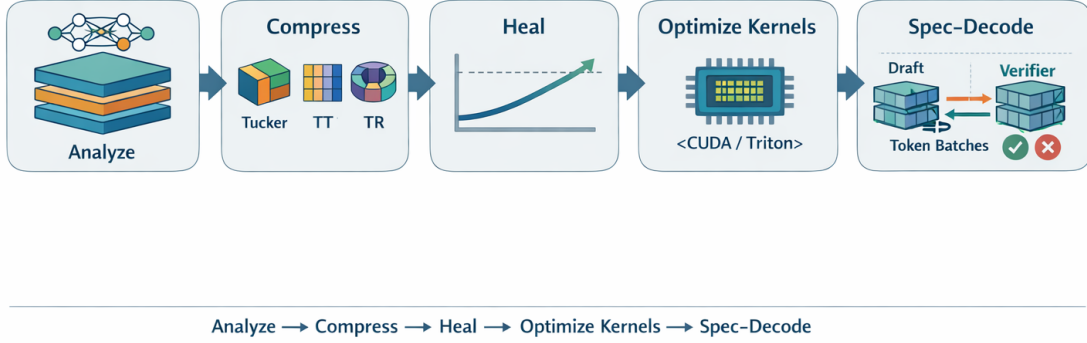 Analyze
Compress
Tucker TT TR
Heal
Optimize Kernels
<CUDA / Triton>
Spec-Decode
Draft Verifier
Token Batches
Analyze → Compress → Heal → Optimize Kernels → Spec-Decode